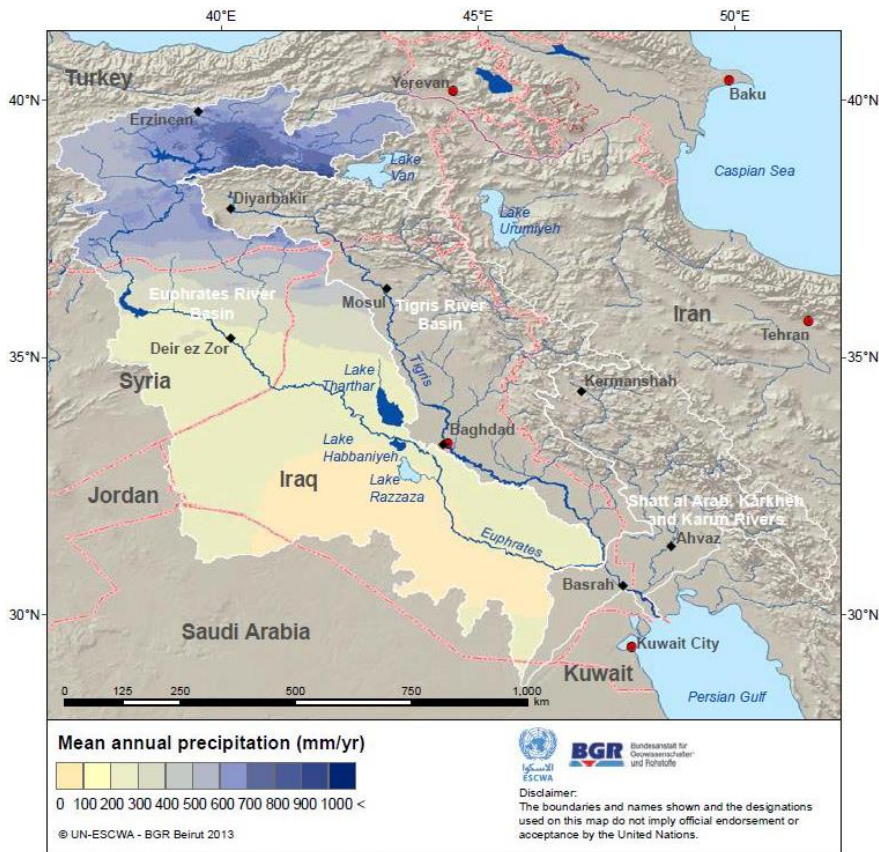 40°E 45°E 50°E
Turkey
Yerevan
40°N
40°N
Baku
Erzincan
Lake
Van
Caspian Sea
Diyarbakir
Lake
Urumiyeh
Euphrates River
Basin
Mosul
Tigris River
Basin
Iran
Tehran
35°N
35°N
Deir ez Zor
Tigris
Syria
Lake
Tharthar
Kermanshah
Baghdad
Lake
Habbaniyeh
Iraq
Lake
Razzaza
Jordan
Shatt al Arab, Karkheh
and Karun Rivers
Euphrates
Ahvaz
Basrah
30°N
30°N
Saudi Arabia
Kuwait City
Kuwait
Persian Gulf
0 125 250 500 750 1,000
km
Mean annual precipitation (mm/yr)
0 100 200 300 400 500 600 700 800 900 1000 <
© UN-ESCWA - BGR Beirut 2013
الاسكوا
ESCWA
BGR
Bundesanstalt für
Geowissenschaften
und Rohstoffe
Disclaimer:
The boundaries and names shown and the designations
used on this map do not imply official endorsement or
acceptance by the United Nations.